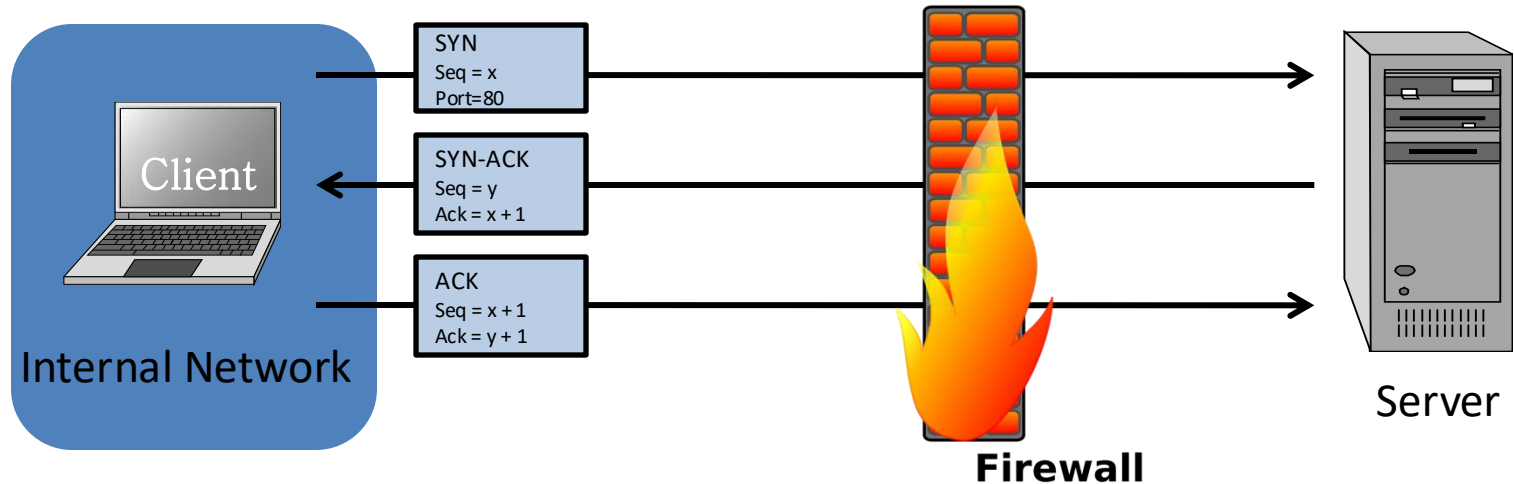 SYN
Seq = x
Port=80
SYN-ACK
Seq = y
Ack = x + 1
Client
ACK
Seq = x + 1
Ack = y + 1
Internal Network
Server
Firewall